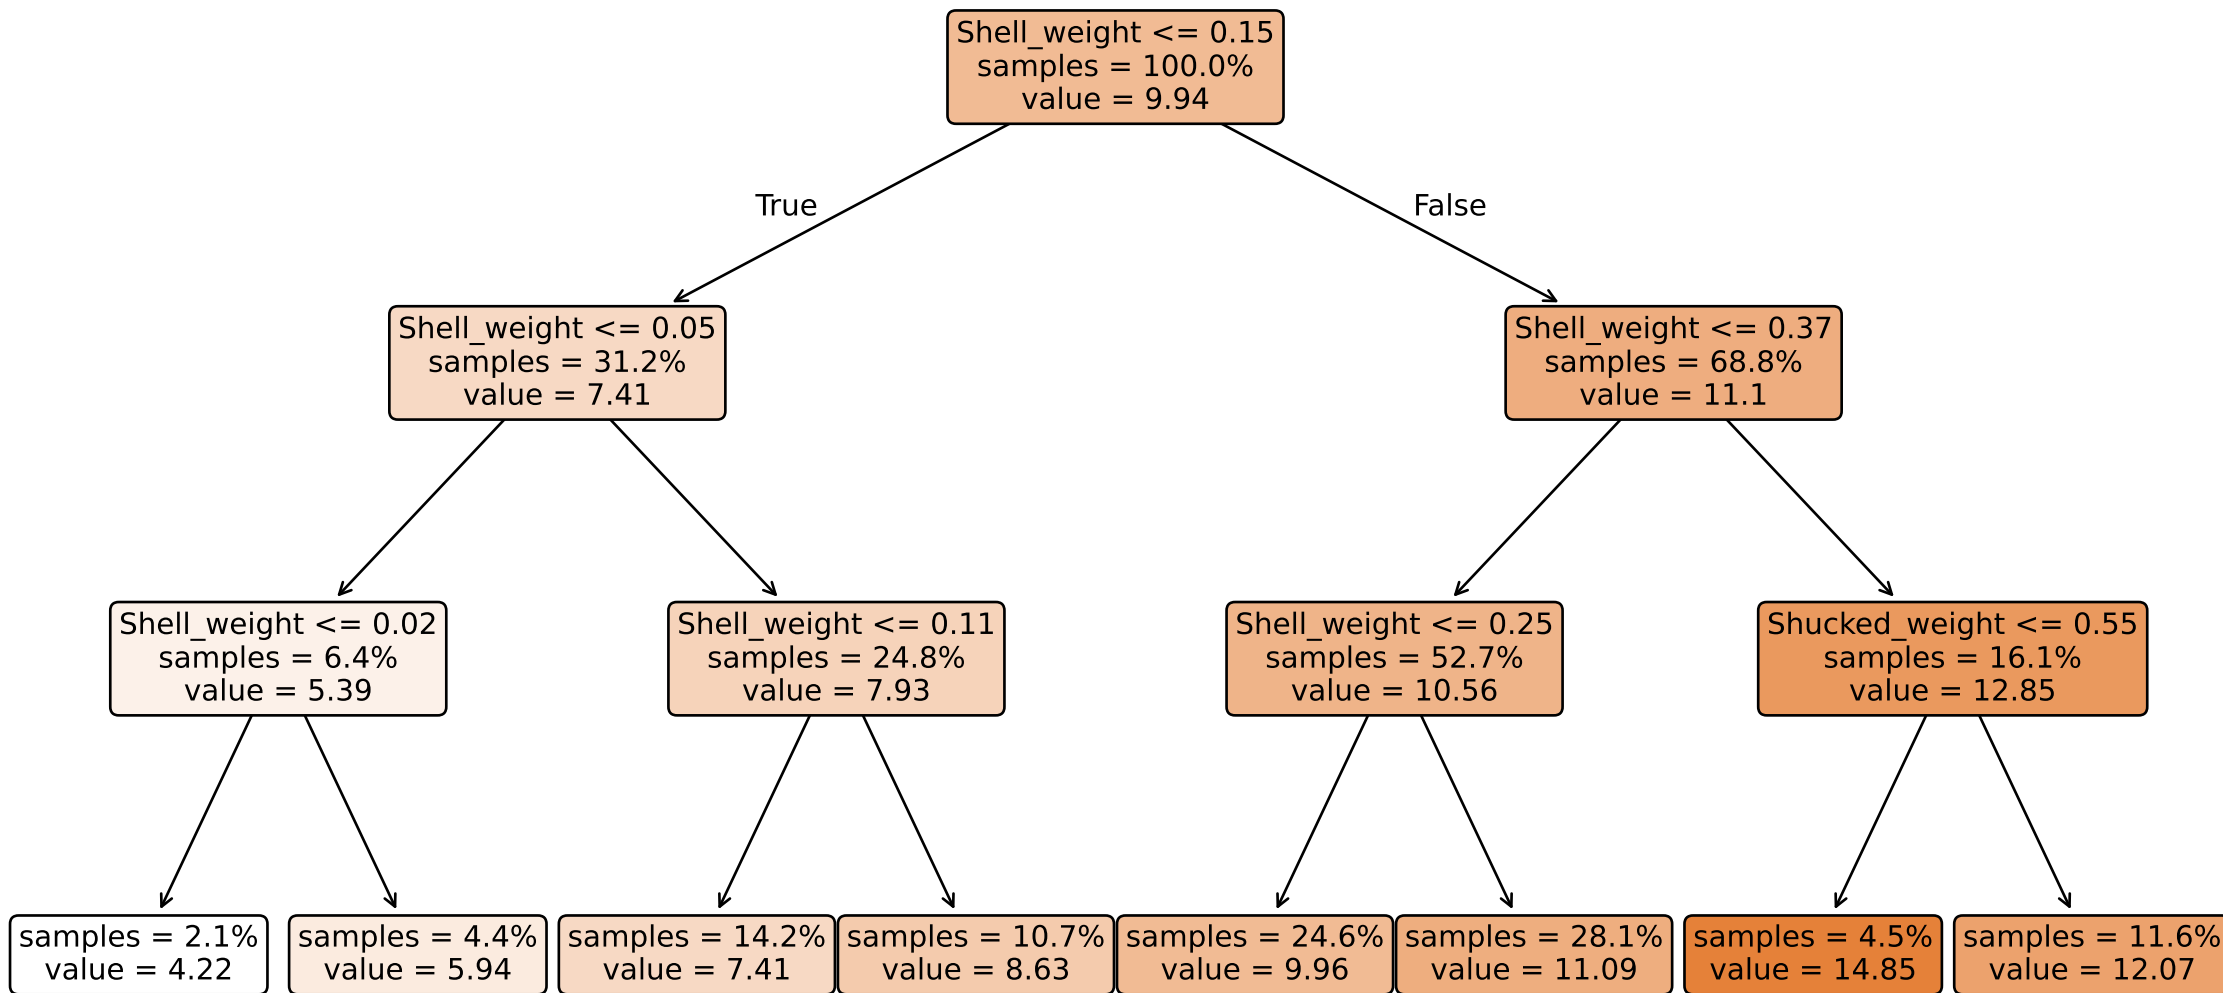 Shell_weight <= 0.15
samples = 100.0%
value = 9.94
True
False
Shell_weight <= 0.05
samples = 31.2%
value = 7.41
Shell_weight <= 0.37
samples = 68.8%
value = 11.1
Shell_weight <= 0.02
samples = 6.4%
value = 5.39
Shell_weight <= 0.11
samples = 24.8%
value = 7.93
Shell_weight <= 0.25
samples = 52.7%
value = 10.56
Shucked_weight <= 0.55
samples = 16.1%
value = 12.85
samples = 2.1%
value = 4.22
samples = 4.4%
value = 5.94
samples = 14.2%
value = 7.41
samples = 10.7%
value = 8.63
samples = 24.6%
value = 9.96
samples = 28.1%
value = 11.09
samples = 4.5%
value = 14.85
samples = 11.6%
value = 12.07